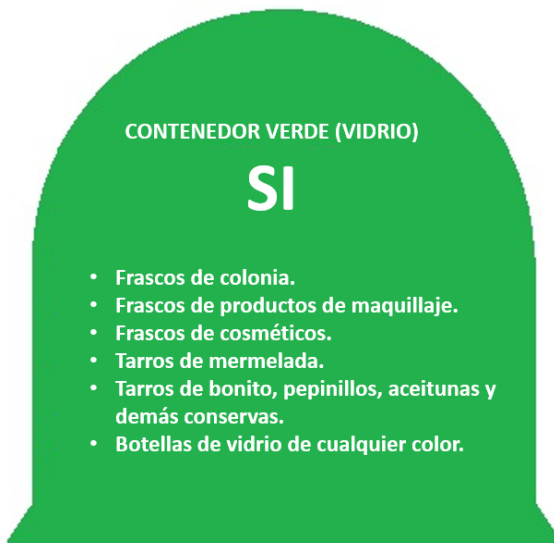 CONTENEDOR VERDE (VIDRIO)
SI
• Frascos de colonia.
• Frascos de productos de maquillaje.
• Frascos de cosméticos.
• Tarros de mermelada.
• Tarros de bonito, pepinillos, aceitunas y
demás conservas.
• Botellas de vidrio de cualquier color.